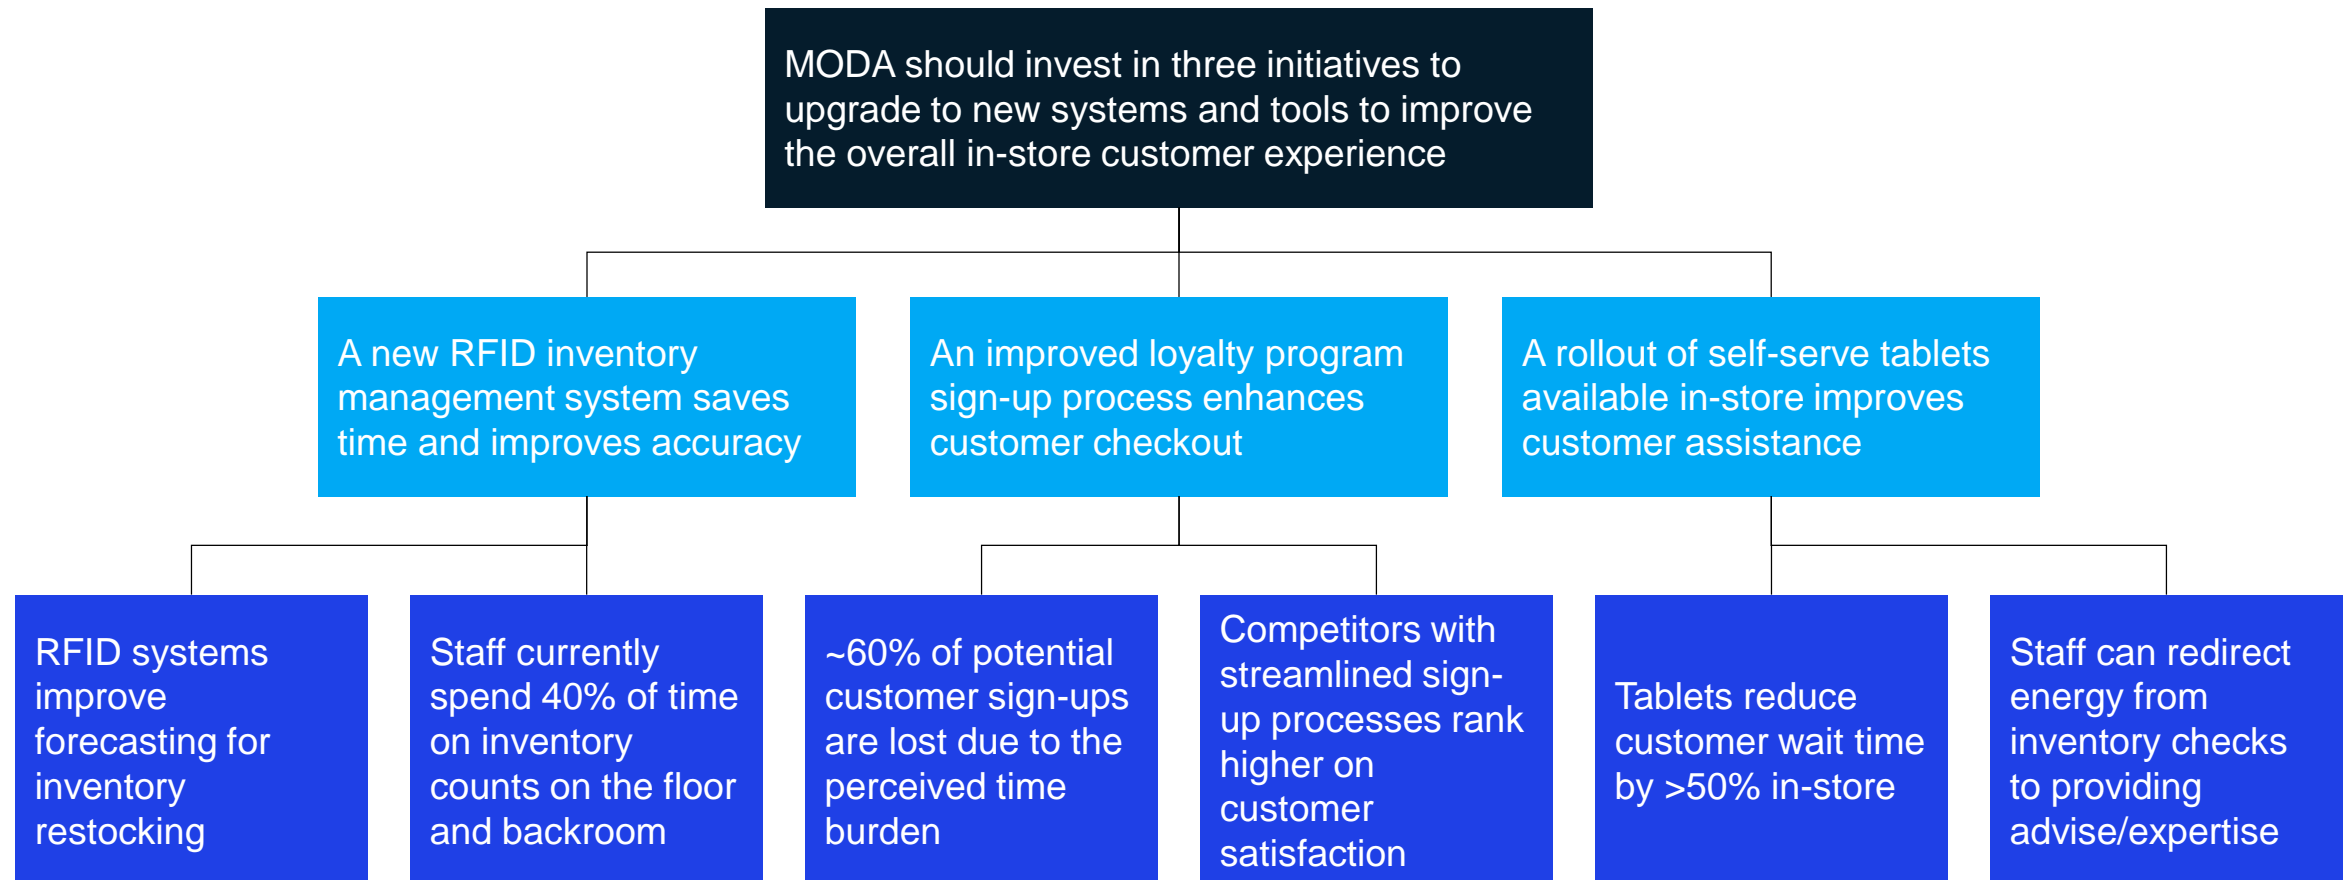 MODA should invest in three initiatives to
upgrade to new systems and tools to improve
the overall in-store customer experience
A new RFID inventory
management system saves
time and improves accuracy
An improved loyalty program
sign-up process enhances
customer checkout
A rollout of self-serve tablets
available in-store improves
customer assistance
RFID systems
improve
forecasting for
inventory
restocking
Staff currently
spend 40% of time
on inventory
counts on the floor
and backroom
~60% of potential
customer sign-ups
are lost due to the
perceived time
burden
Competitors with
streamlined sign-
up processes rank
higher on
customer
satisfaction
Tablets reduce
customer wait time
by >50% in-store
Staff can redirect
energy from
inventory checks
to providing
advise/expertise